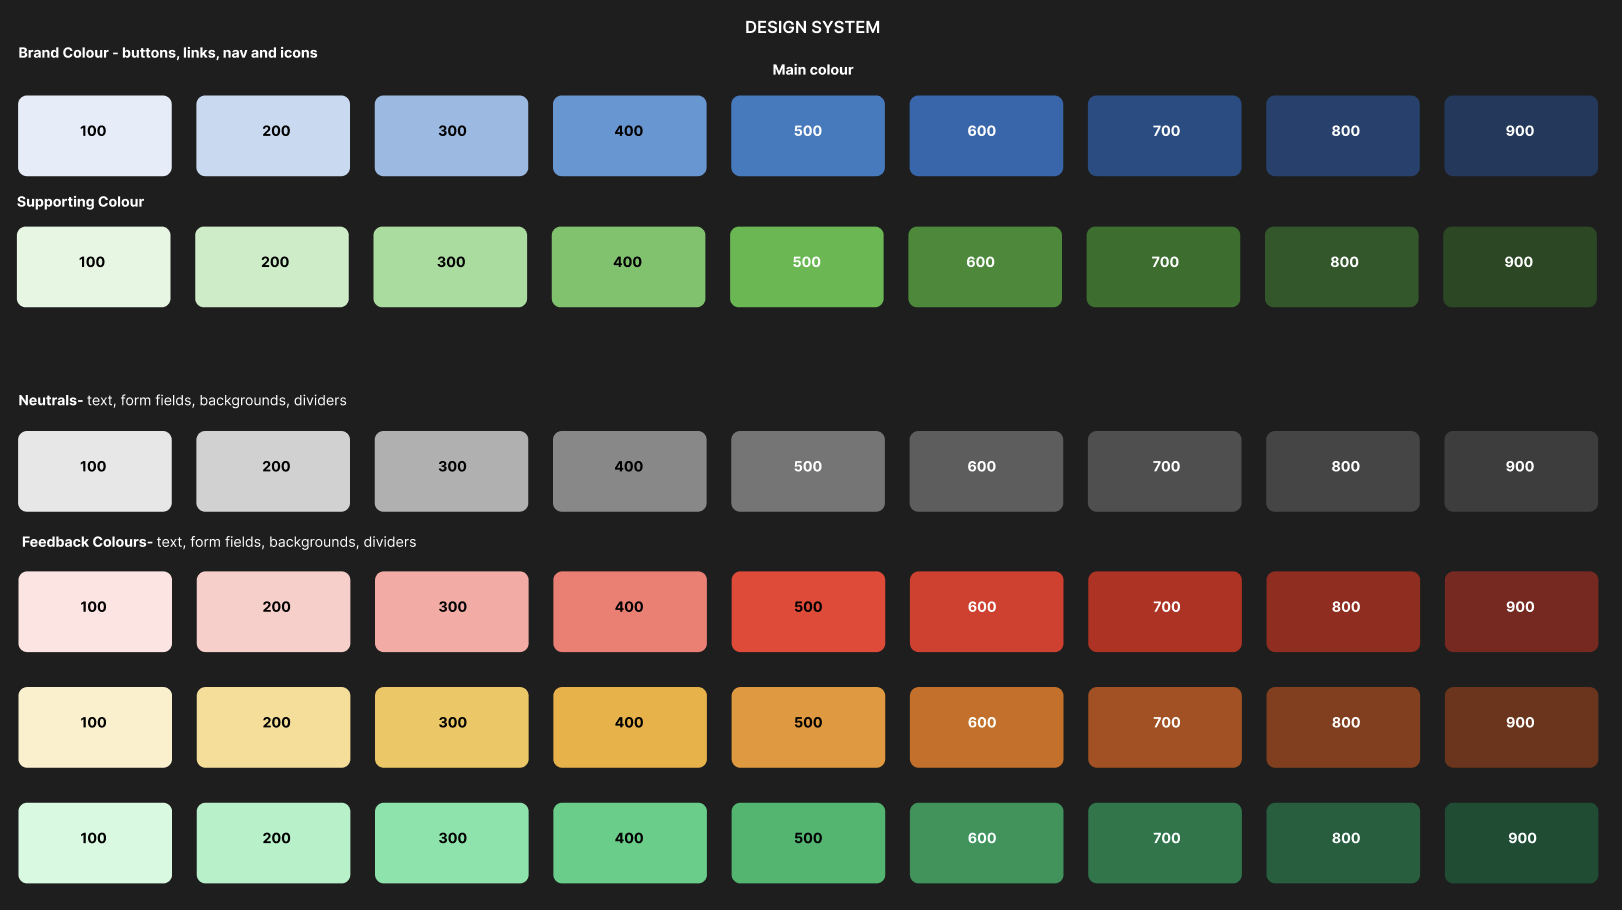 DESIGN SYSTEM
Brand Colour - buttons, links, nav and icons
Main colour
100 200 300 400 500 600 700 800 900
Supporting Colour
100 200 300 400 500 600 700 800 900
Neutrals- text, form fields, backgrounds, dividers
100 200 300 400 500 600 700 800 900
Feedback Colours- text, form fields, backgrounds, dividers
100 200 300 400 500 600 700 800 900
100 200 300 400 500 600 700 800 900
100 200 300 400 500 600 700 800 900